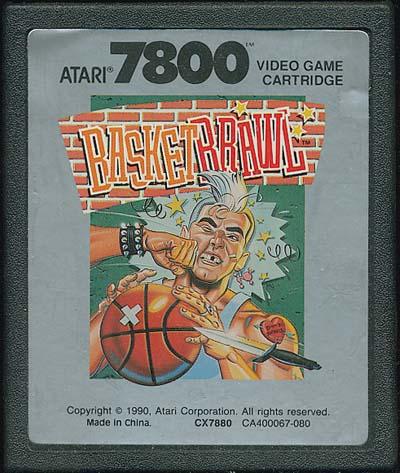 ATARI® 7800™ VIDEO GAME
CARTRIDGE
BASKETBRAWL™
Copyright © 1990, Atari Corporation. All rights reserved.
Made in China. CX7880 CA400067-080